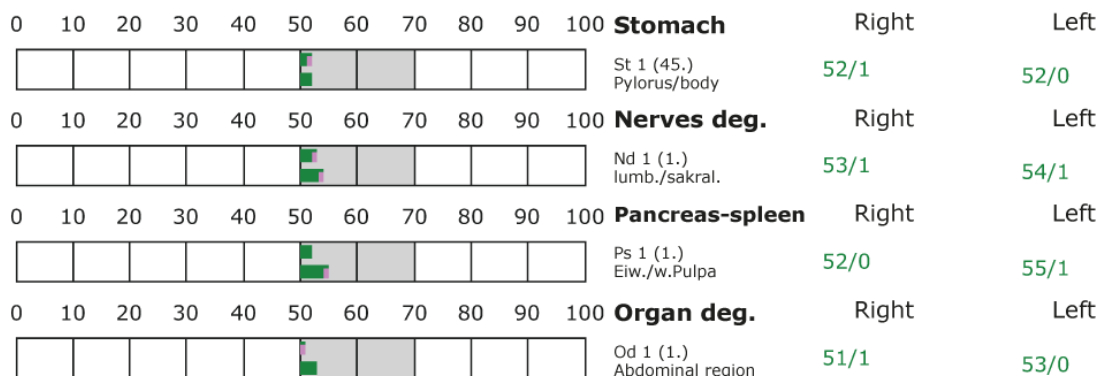 0 10 20 30 40 50 60 70 80 90 100 Stomach Right Left
St 1 (45.)
Pylorus/body
52/1 52/0
0 10 20 30 40 50 60 70 80 90 100 Nerves deg. Right Left
Nd 1 (1.)
lumb./sakral.
53/1 54/1
0 10 20 30 40 50 60 70 80 90 100 Pancreas-spleen Right Left
Ps 1 (1.)
Eiw./w.Pulpa
52/0 55/1
0 10 20 30 40 50 60 70 80 90 100 Organ deg. Right Left
Od 1 (1.)
Abdominal region
51/1 53/0